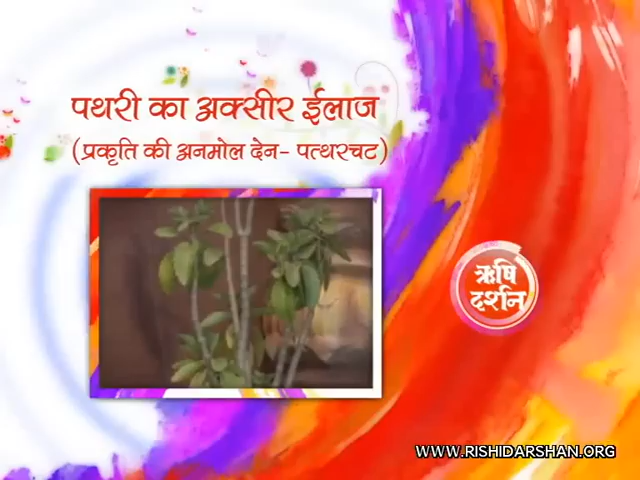 पथरी का अक्सीर ईलाज
(प्रकृति की अनमोल देन- पत्थरचट)
ऋषि
दर्शन
WWW.RISHIDARSHAN.ORG